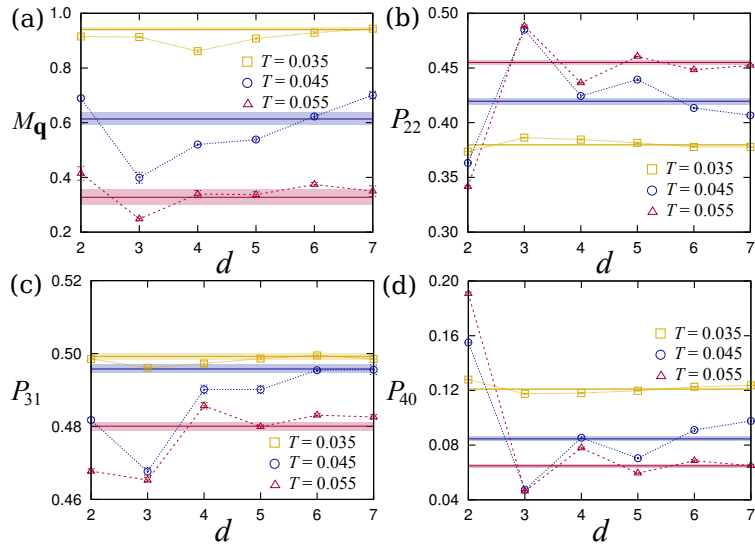 (a)
1.0
0.8
0.6
0.4
0.2
M_q
T = 0.035
T = 0.045
T = 0.055
2 3 4 5 6 7
d
(b)
0.50
0.45
0.40
0.35
0.30
P_22
T = 0.035
T = 0.045
T = 0.055
2 3 4 5 6 7
d
(c)
0.52
0.50
0.48
0.46
P_31
T = 0.035
T = 0.045
T = 0.055
2 3 4 5 6 7
d
(d)
0.20
0.16
0.12
0.08
0.04
P_40
T = 0.035
T = 0.045
T = 0.055
2 3 4 5 6 7
d